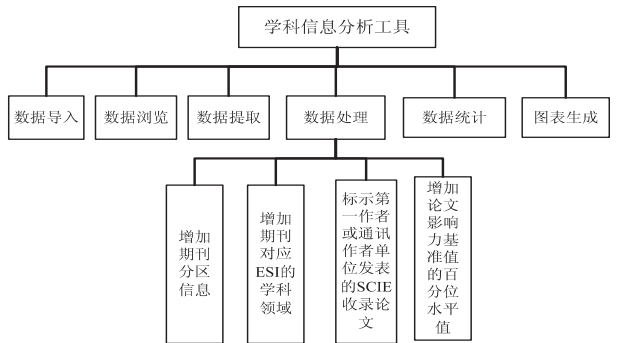 学科信息分析工具
数据导入
数据浏览
数据提取
数据处理
数据统计
图表生成
增加
期刊
分区
信息
增加
期刊
对应
ESI的
学科
领域
标示第
一作者
或通讯
作者单
位发表
的SCIE
收录论
文
增加
论文
影响
力基
准值
的百
分位
水平
值